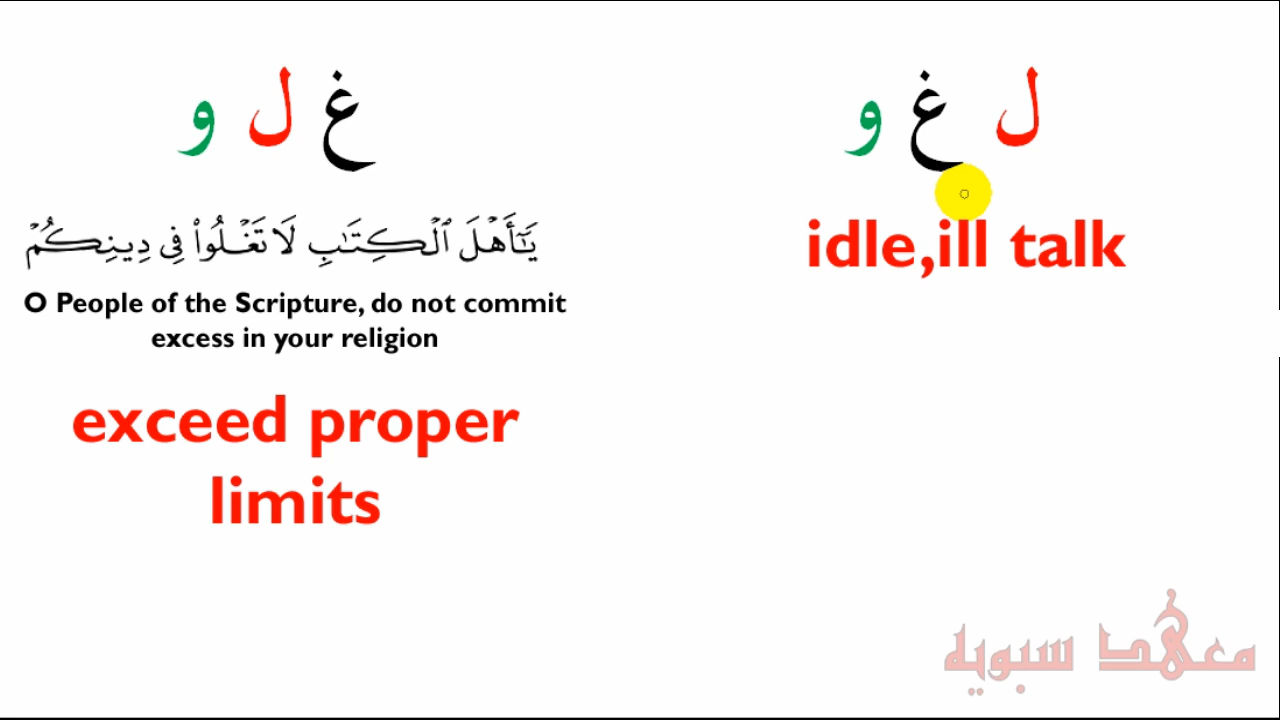 غ ل و
يَـٰٓأَهْلَ ٱلْكِتَـٰبِ لَا تَغْلُوا۟ فِى دِينِكُمْ
O People of the Scripture, do not commit
excess in your religion
exceed proper
limits
ل غ و
idle,ill talk
معهد سبويه